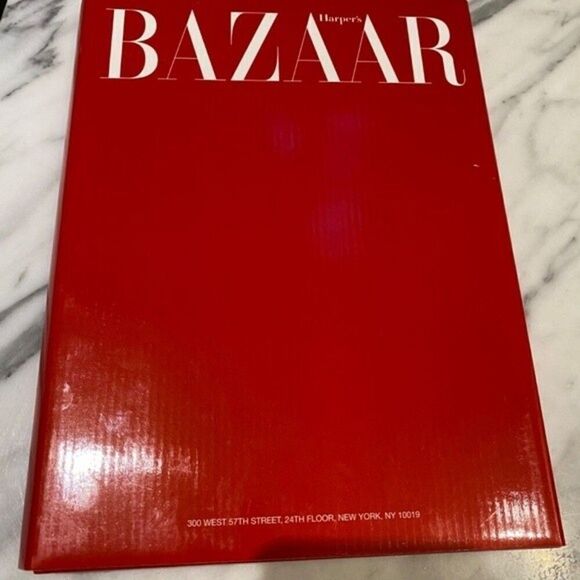 Harper's
BAZAAR
300 WEST 57TH STREET, 24TH FLOOR, NEW YORK, NY 10019